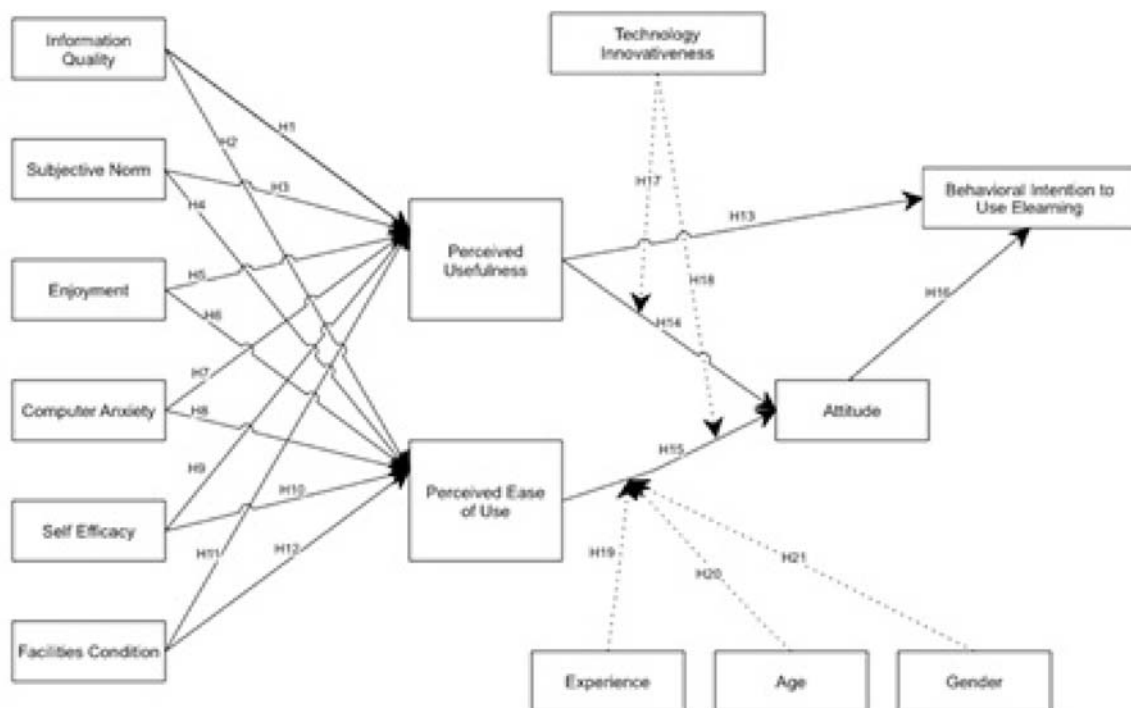 Information
Quality
Technology
Innovativeness
H1
H2
Subjective Norm
H3
H4
H17
Behavioral Intention to
Use Elearning
H13
Perceived
Usefulness
Enjoyment
H5
H6
H18
H14
H16
H7
Computer Anxiety
H8
Attitude
H15
H9
H10
Perceived Ease
of Use
Self Efficacy
H11
H12
H19
H20
H21
Facilities Condition
Experience
Age
Gender